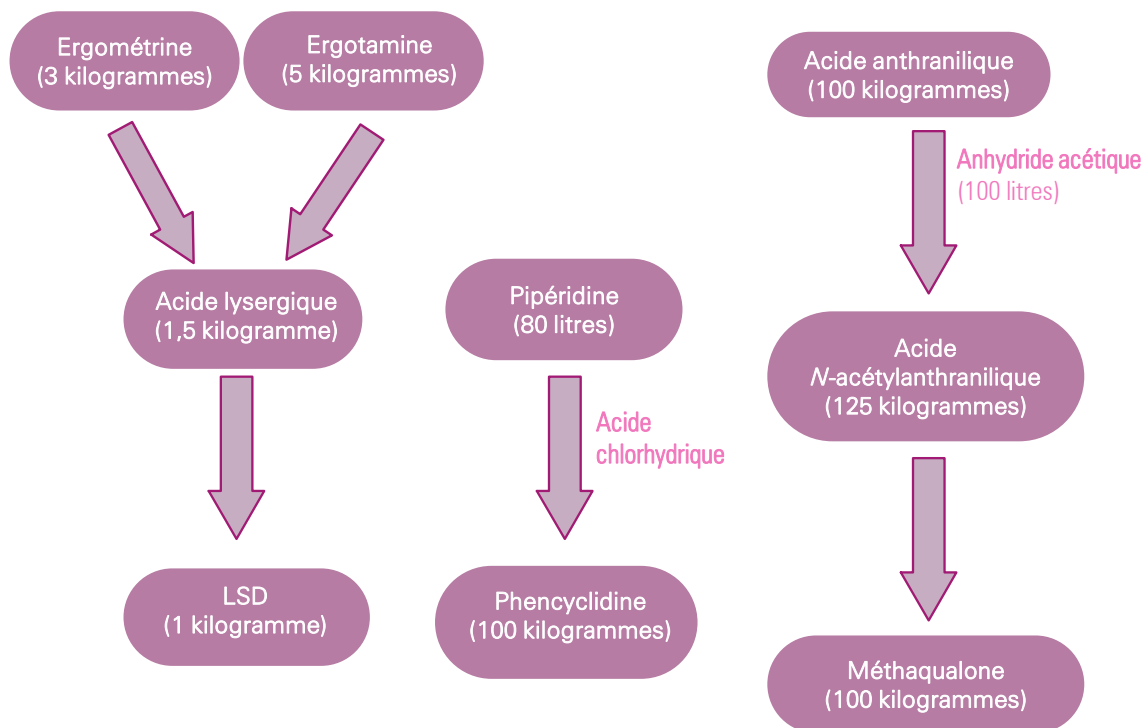 Ergométrine
(3 kilogrammes)
Ergotamine
(5 kilogrammes)
Acide lysergique
(1,5 kilogramme)
LSD
(1 kilogramme)
Pipéridine
(80 litres)
Acide
chlorhydrique
Phencyclidine
(100 kilogrammes)
Acide anthranilique
(100 kilogrammes)
Anhydride acétique
(100 litres)
Acide
N-acétylanthranilique
(125 kilogrammes)
Méthaqualone
(100 kilogrammes)